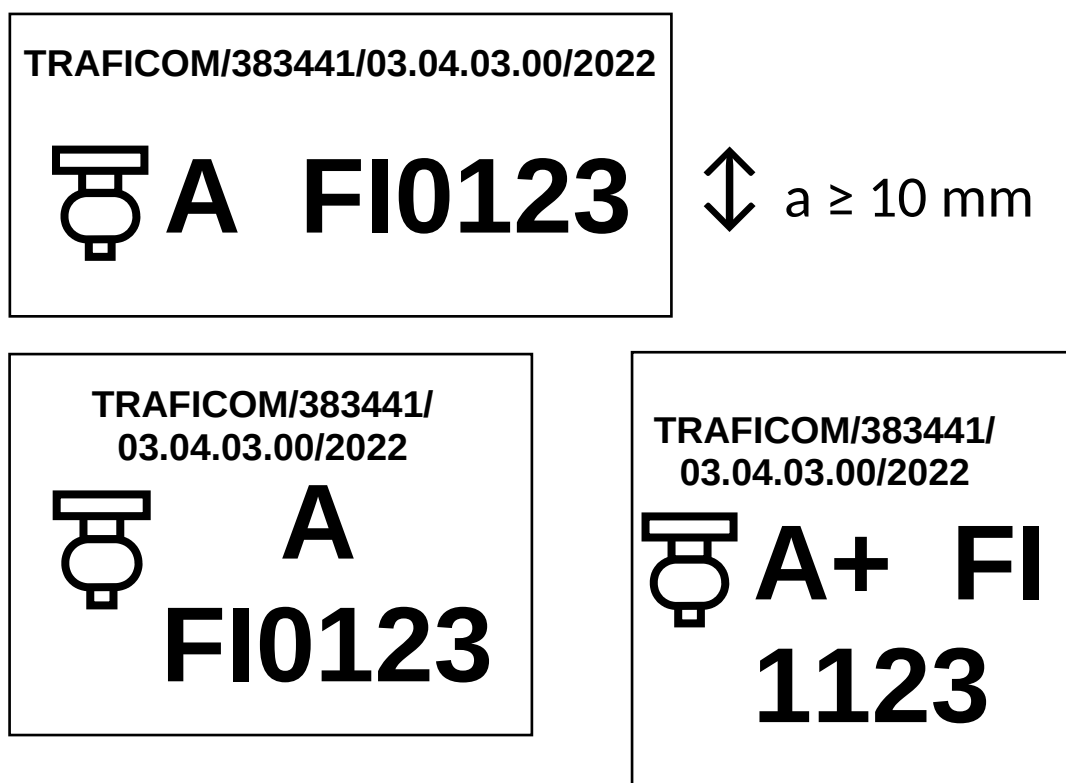 TRAFICOM/383441/03.04.03.00/2022
A FI0123
a ≥ 10 mm
TRAFICOM/383441/
03.04.03.00/2022
A
FI0123
TRAFICOM/383441/
03.04.03.00/2022
A+ FI
1123